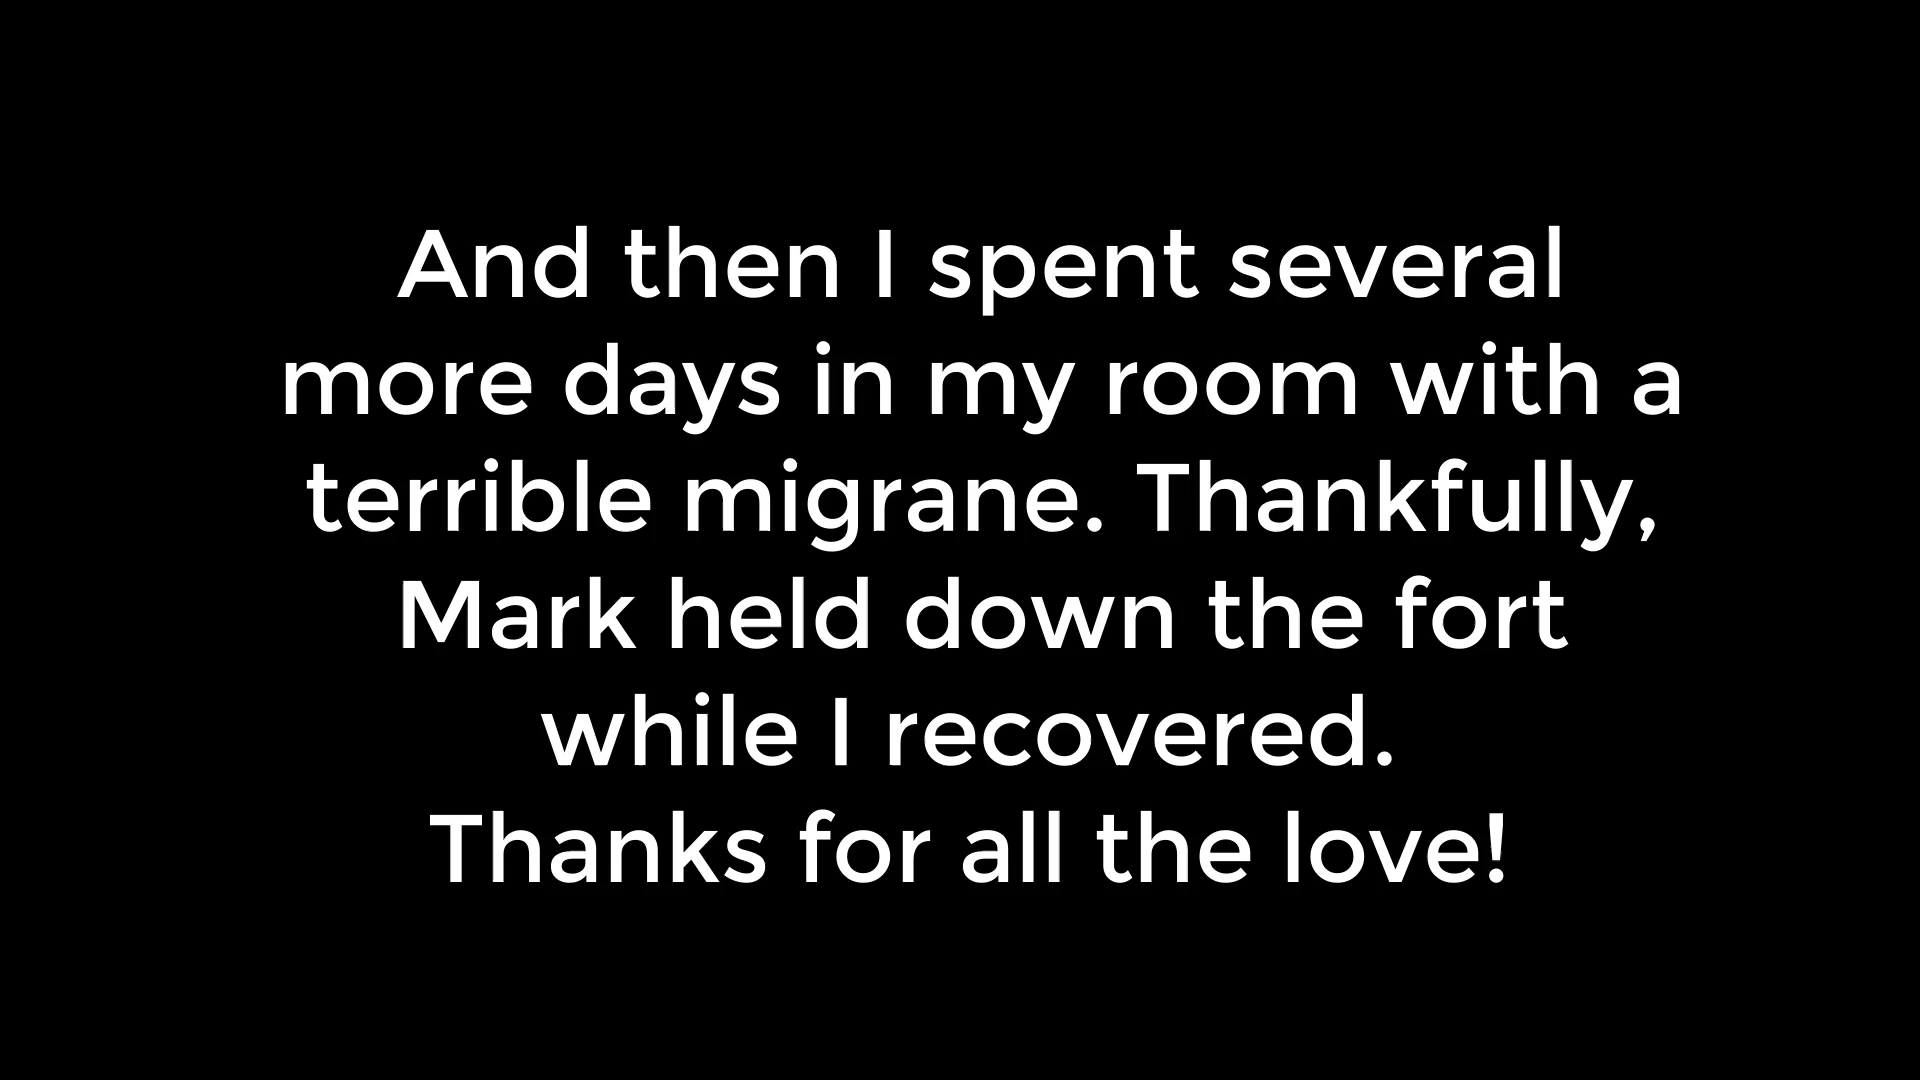 And then I spent several
more days in my room with a
terrible migrane. Thankfully,
Mark held down the fort
while I recovered.
Thanks for all the love!